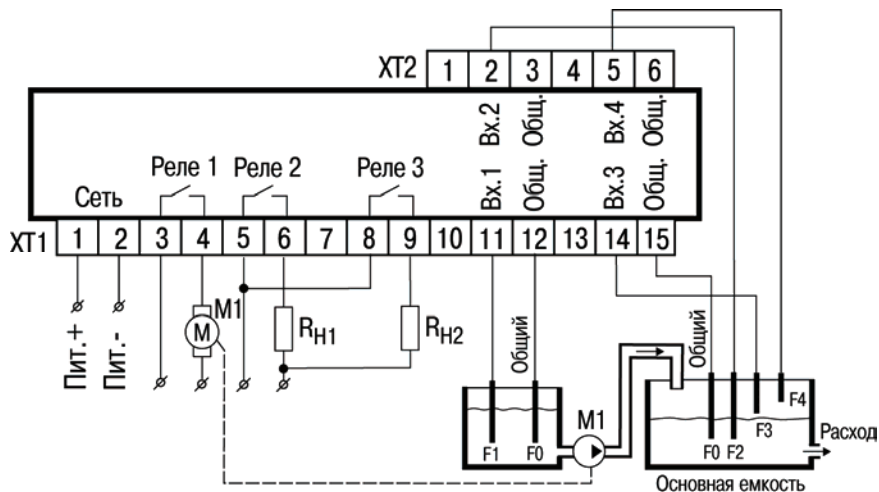 XT2 1 2 3 4 5 6
Вх.2 Общ. Вх.4 Общ.
Реле 1 Реле 2 Реле 3
Вх.1 Общ. Вх.3 Общ.
Сеть
XT1 1 2 3 4 5 6 7 8 9 10 11 12 13 14 15
Пит.+
Пит.-
M1
M
RН1
RН2
Общий
Общий
F1 F0
M1
F0 F2 F3 F4
Расход
Основная емкость